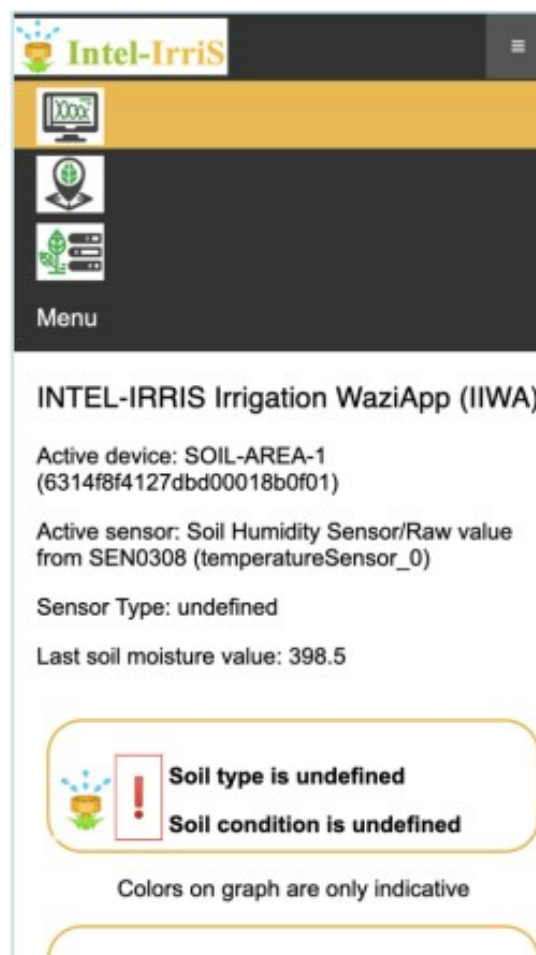 Intel-IrriS
Menu
INTEL-IRRIS Irrigation WaziApp (IIWA)
Active device: SOIL-AREA-1
(6314f8f4127dbd00018b0f01)
Active sensor: Soil Humidity Sensor/Raw value
from SEN0308 (temperatureSensor_0)
Sensor Type: undefined
Last soil moisture value: 398.5
Soil type is undefined
Soil condition is undefined
Colors on graph are only indicative